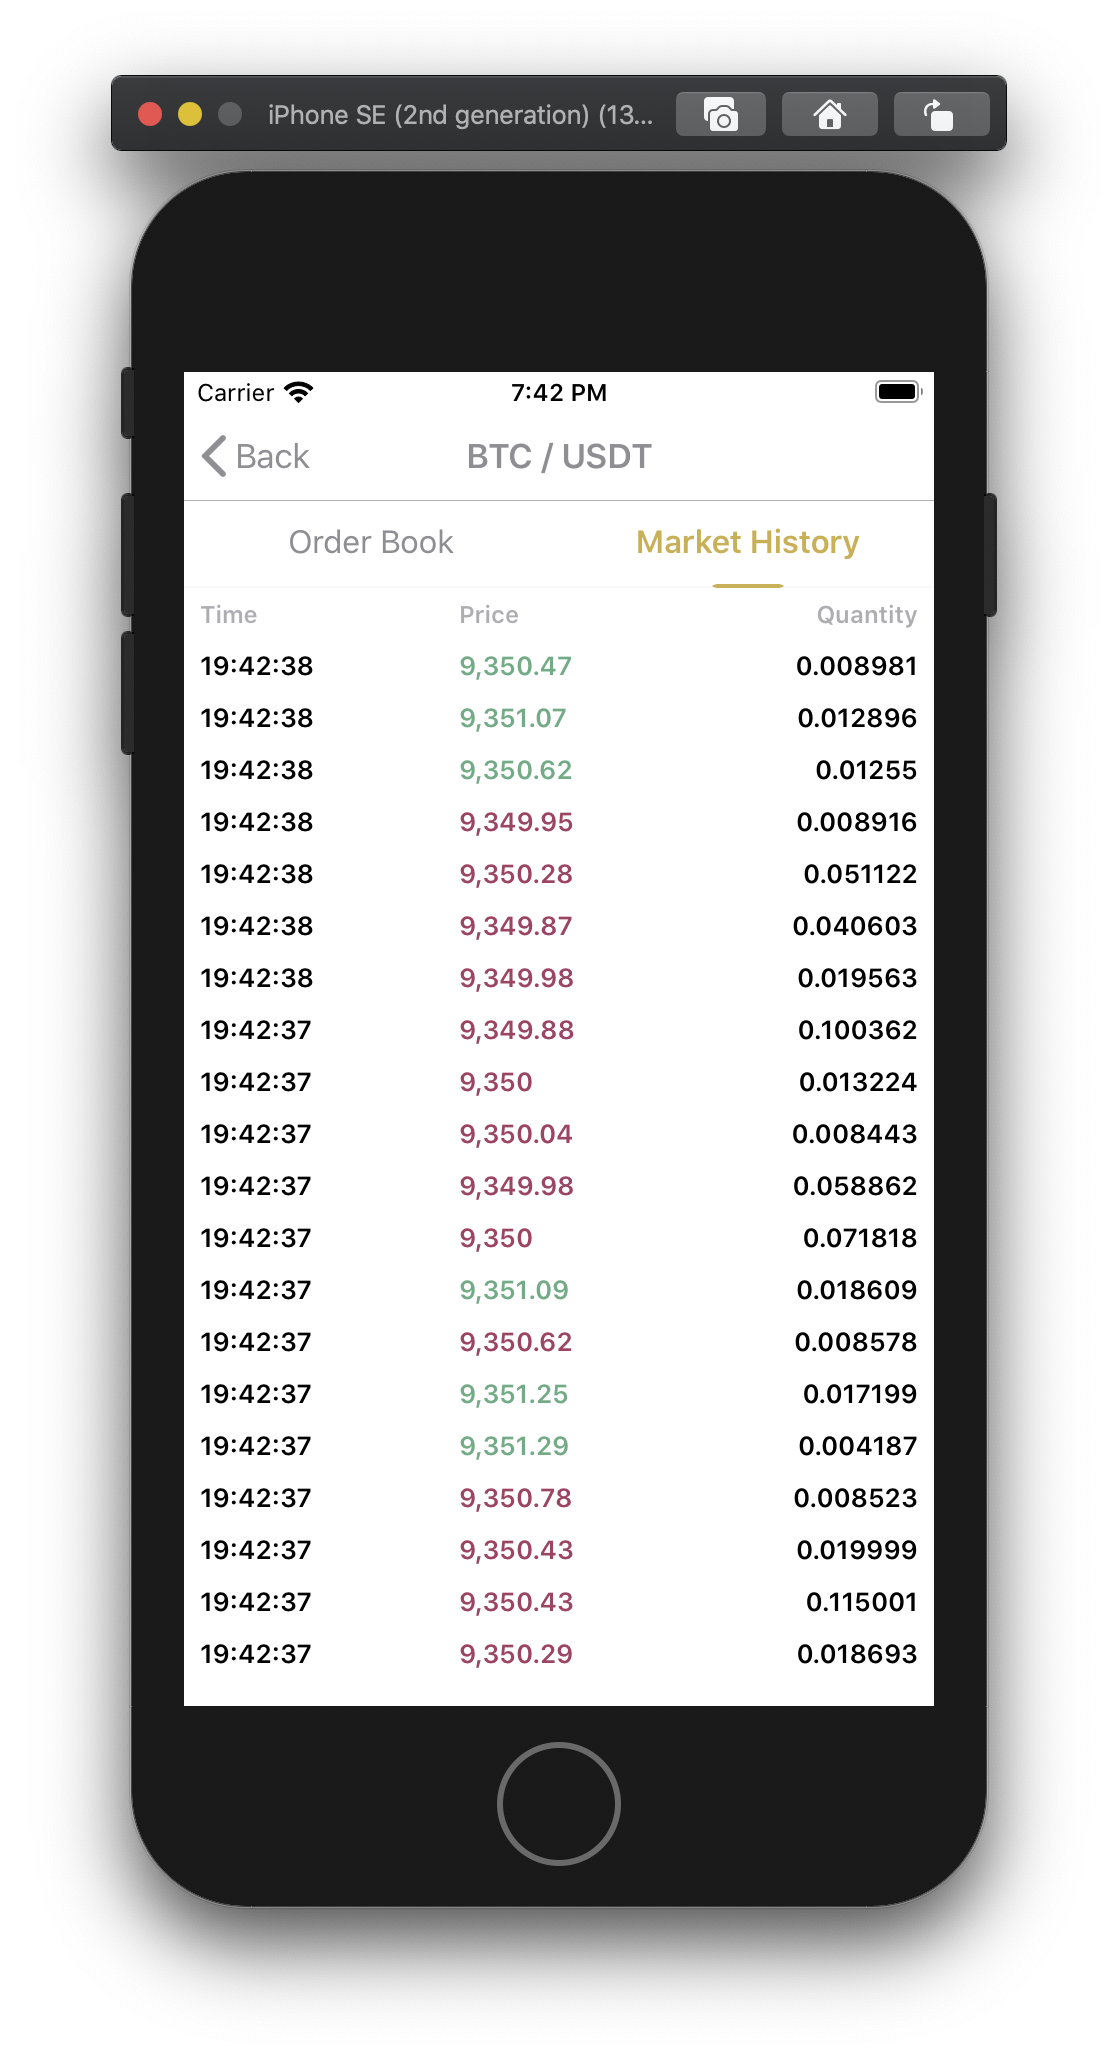 iPhone SE (2nd generation) (13...
Carrier 7:42 PM
Back BTC / USDT
Order Book Market History
Time Price Quantity
19:42:38 9,350.47 0.008981
19:42:38 9,351.07 0.012896
19:42:38 9,350.62 0.01255
19:42:38 9,349.95 0.008916
19:42:38 9,350.28 0.051122
19:42:38 9,349.87 0.040603
19:42:38 9,349.98 0.019563
19:42:37 9,349.88 0.100362
19:42:37 9,350 0.013224
19:42:37 9,350.04 0.008443
19:42:37 9,349.98 0.058862
19:42:37 9,350 0.071818
19:42:37 9,351.09 0.018609
19:42:37 9,350.62 0.008578
19:42:37 9,351.25 0.017199
19:42:37 9,351.29 0.004187
19:42:37 9,350.78 0.008523
19:42:37 9,350.43 0.019999
19:42:37 9,350.43 0.115001
19:42:37 9,350.29 0.018693